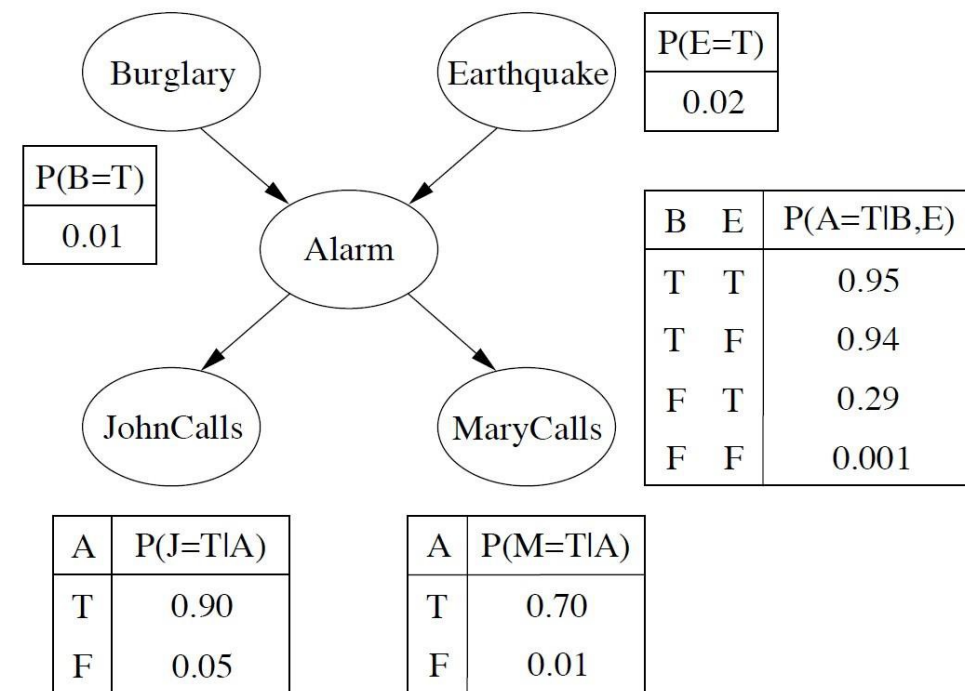 Burglary
Earthquake
P(E=T)
0.02
P(B=T)
0.01
Alarm
B E P(A=T|B,E)
T T 0.95
T F 0.94
F T 0.29
F F 0.001
JohnCalls
MaryCalls
A P(J=T|A)
T 0.90
F 0.05
A P(M=T|A)
T 0.70
F 0.01